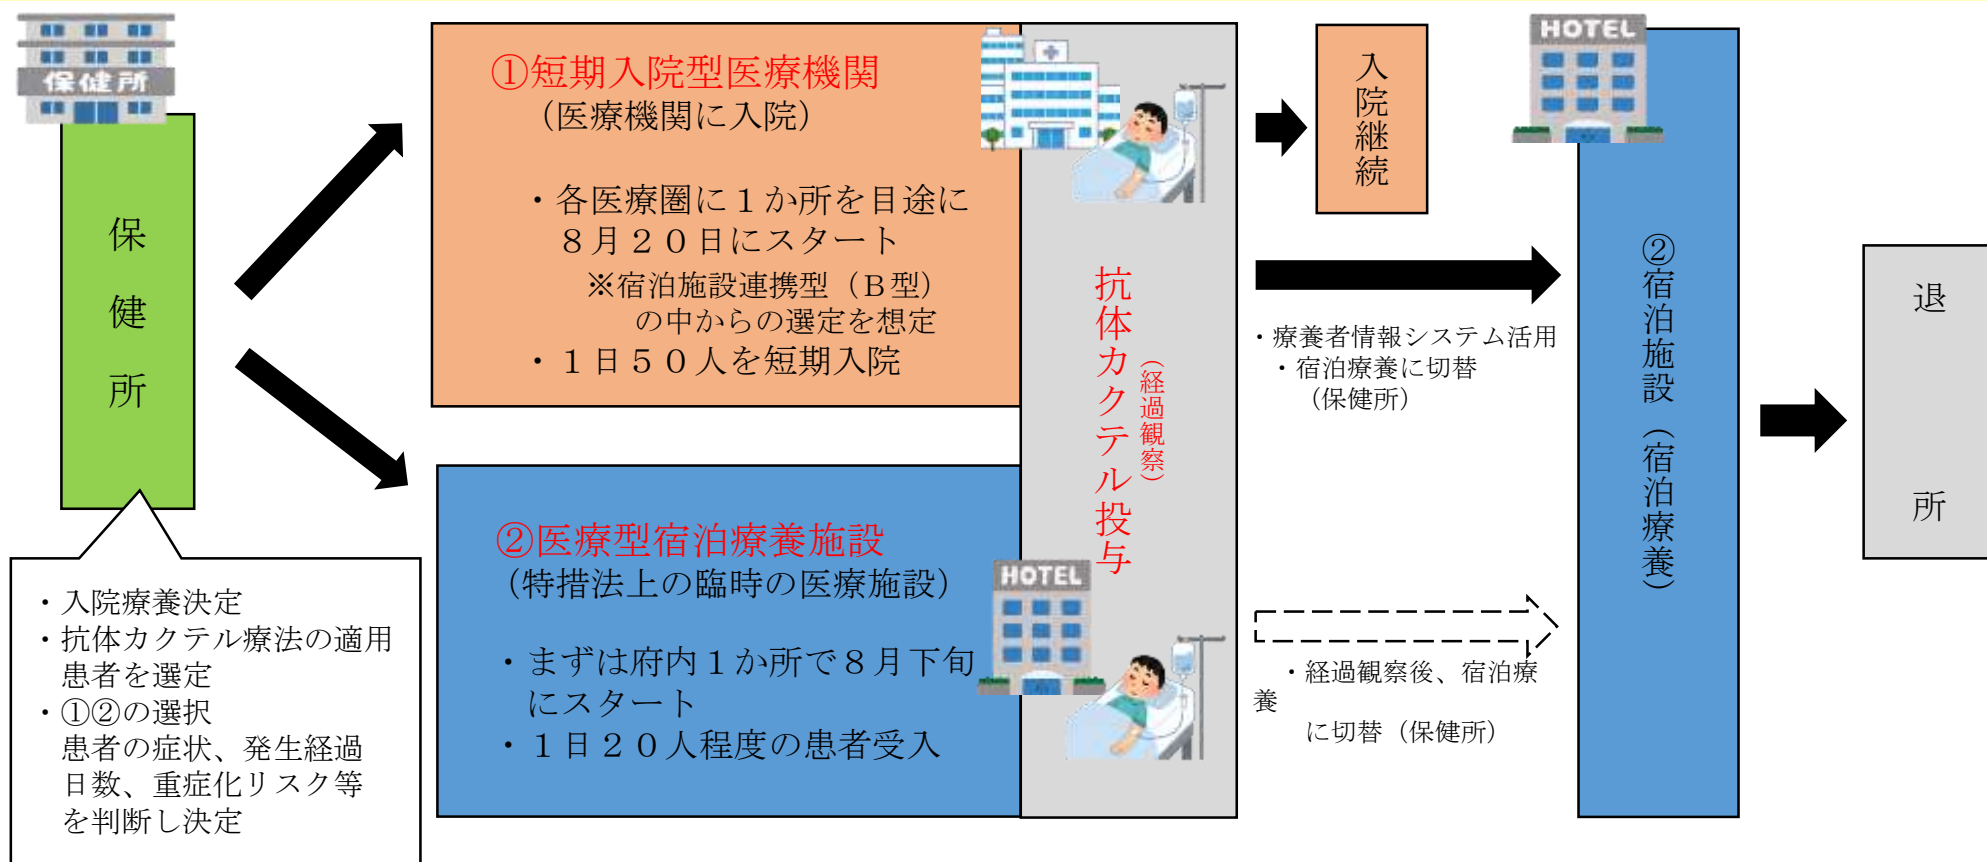 保健所
保健所
・入院療養決定
・抗体カクテル療法の適用
患者を選定
・①②の選択
患者の症状、発生経過
日数、重症化リスク等
を判断し決定
①短期入院型医療機関
（医療機関に入院）
・各医療圏に１か所を目途に
８月２０日にスタート
※宿泊施設連携型（Ｂ型）
の中からの選定を想定
・１日５０人を短期入院
②医療型宿泊療養施設
（特措法上の臨時の医療施設）
・まずは府内１か所で８月下旬
にスタート
・１日２０人程度の患者受入
HOTEL
抗体カクテル投与
（経過観察）
入院継続
・療養者情報システム活用
・宿泊療養に切替
（保健所）
・経過観察後、宿泊療
養
に切替（保健所）
HOTEL
②宿泊施設（宿泊療養）
退所